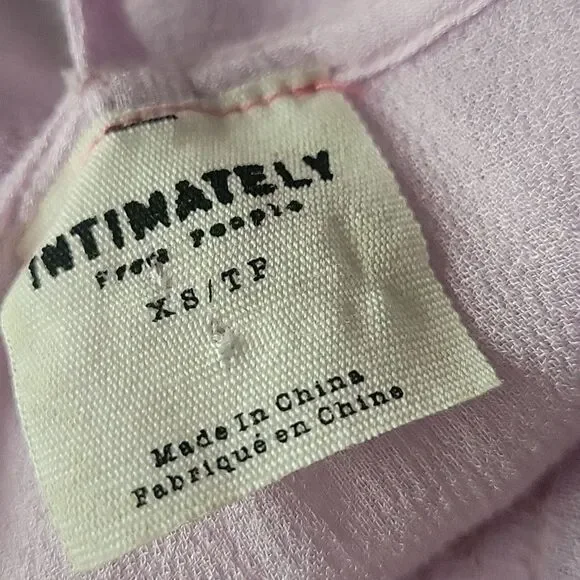 INTIMATELY
Free People
XS/TP
Made In China
Fabriqué en Chine